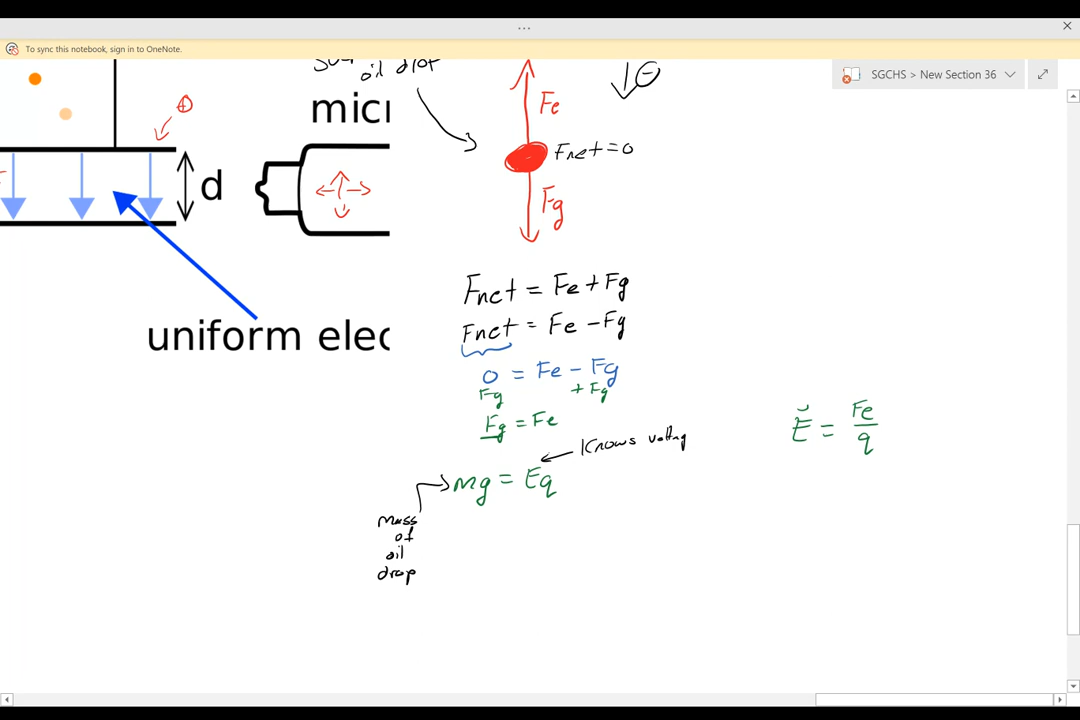 To sync this notebook, sign in to OneNote.
SGCHS > New Section 36
oil drop
Fe
⊖
⊕
micr
Fnet=0
d
Fg
Fnet = Fe+Fg
uniform elec
Fnet = Fe - Fg
0 = Fe - Fg
Fg + Fg
Fg = Fe
E = Fe/q
Knows voltag
mg = Eq
mass
of
oil
drop